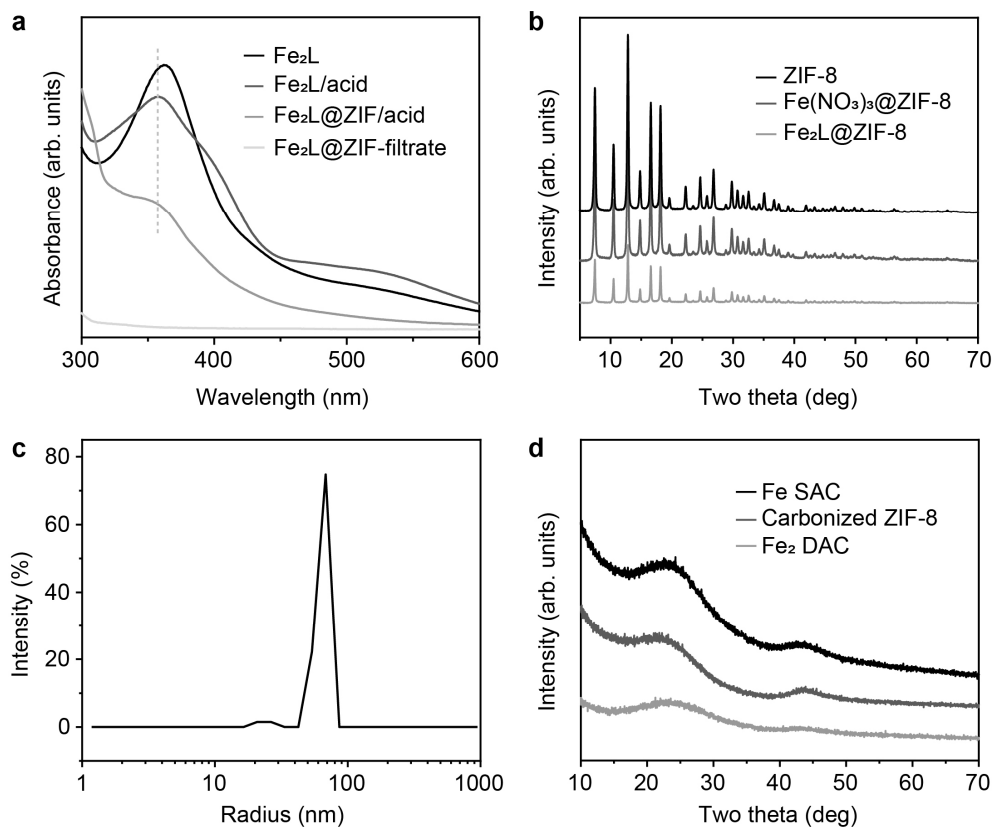 a
Absorbance (arb. units)
Fe₂L
Fe₂L/acid
Fe₂L@ZIF/acid
Fe₂L@ZIF-filtrate
300
400
500
600
Wavelength (nm)
b
Intensity (arb. units)
ZIF-8
Fe(NO₃)₃@ZIF-8
Fe₂L@ZIF-8
10
20
30
40
50
60
70
Two theta (deg)
c
Intensity (%)
80
60
40
20
0
1
10
100
1000
Radius (nm)
d
Intensity (arb. units)
Fe SAC
Carbonized ZIF-8
Fe₂ DAC
10
20
30
40
50
60
70
Two theta (deg)